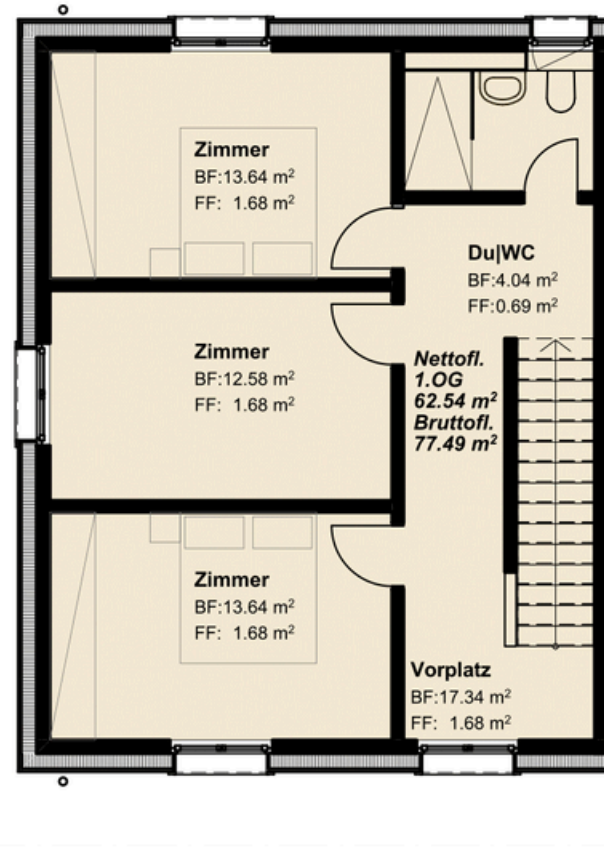 Zimmer
BF:13.64 m²
FF: 1.68 m²
Du|WC
BF:4.04 m²
FF:0.69 m²
Zimmer
BF:12.58 m²
FF: 1.68 m²
Nettofl.
1.OG
62.54 m²
Bruttofl.
77.49 m²
Zimmer
BF:13.64 m²
FF: 1.68 m²
Vorplatz
BF:17.34 m²
FF: 1.68 m²